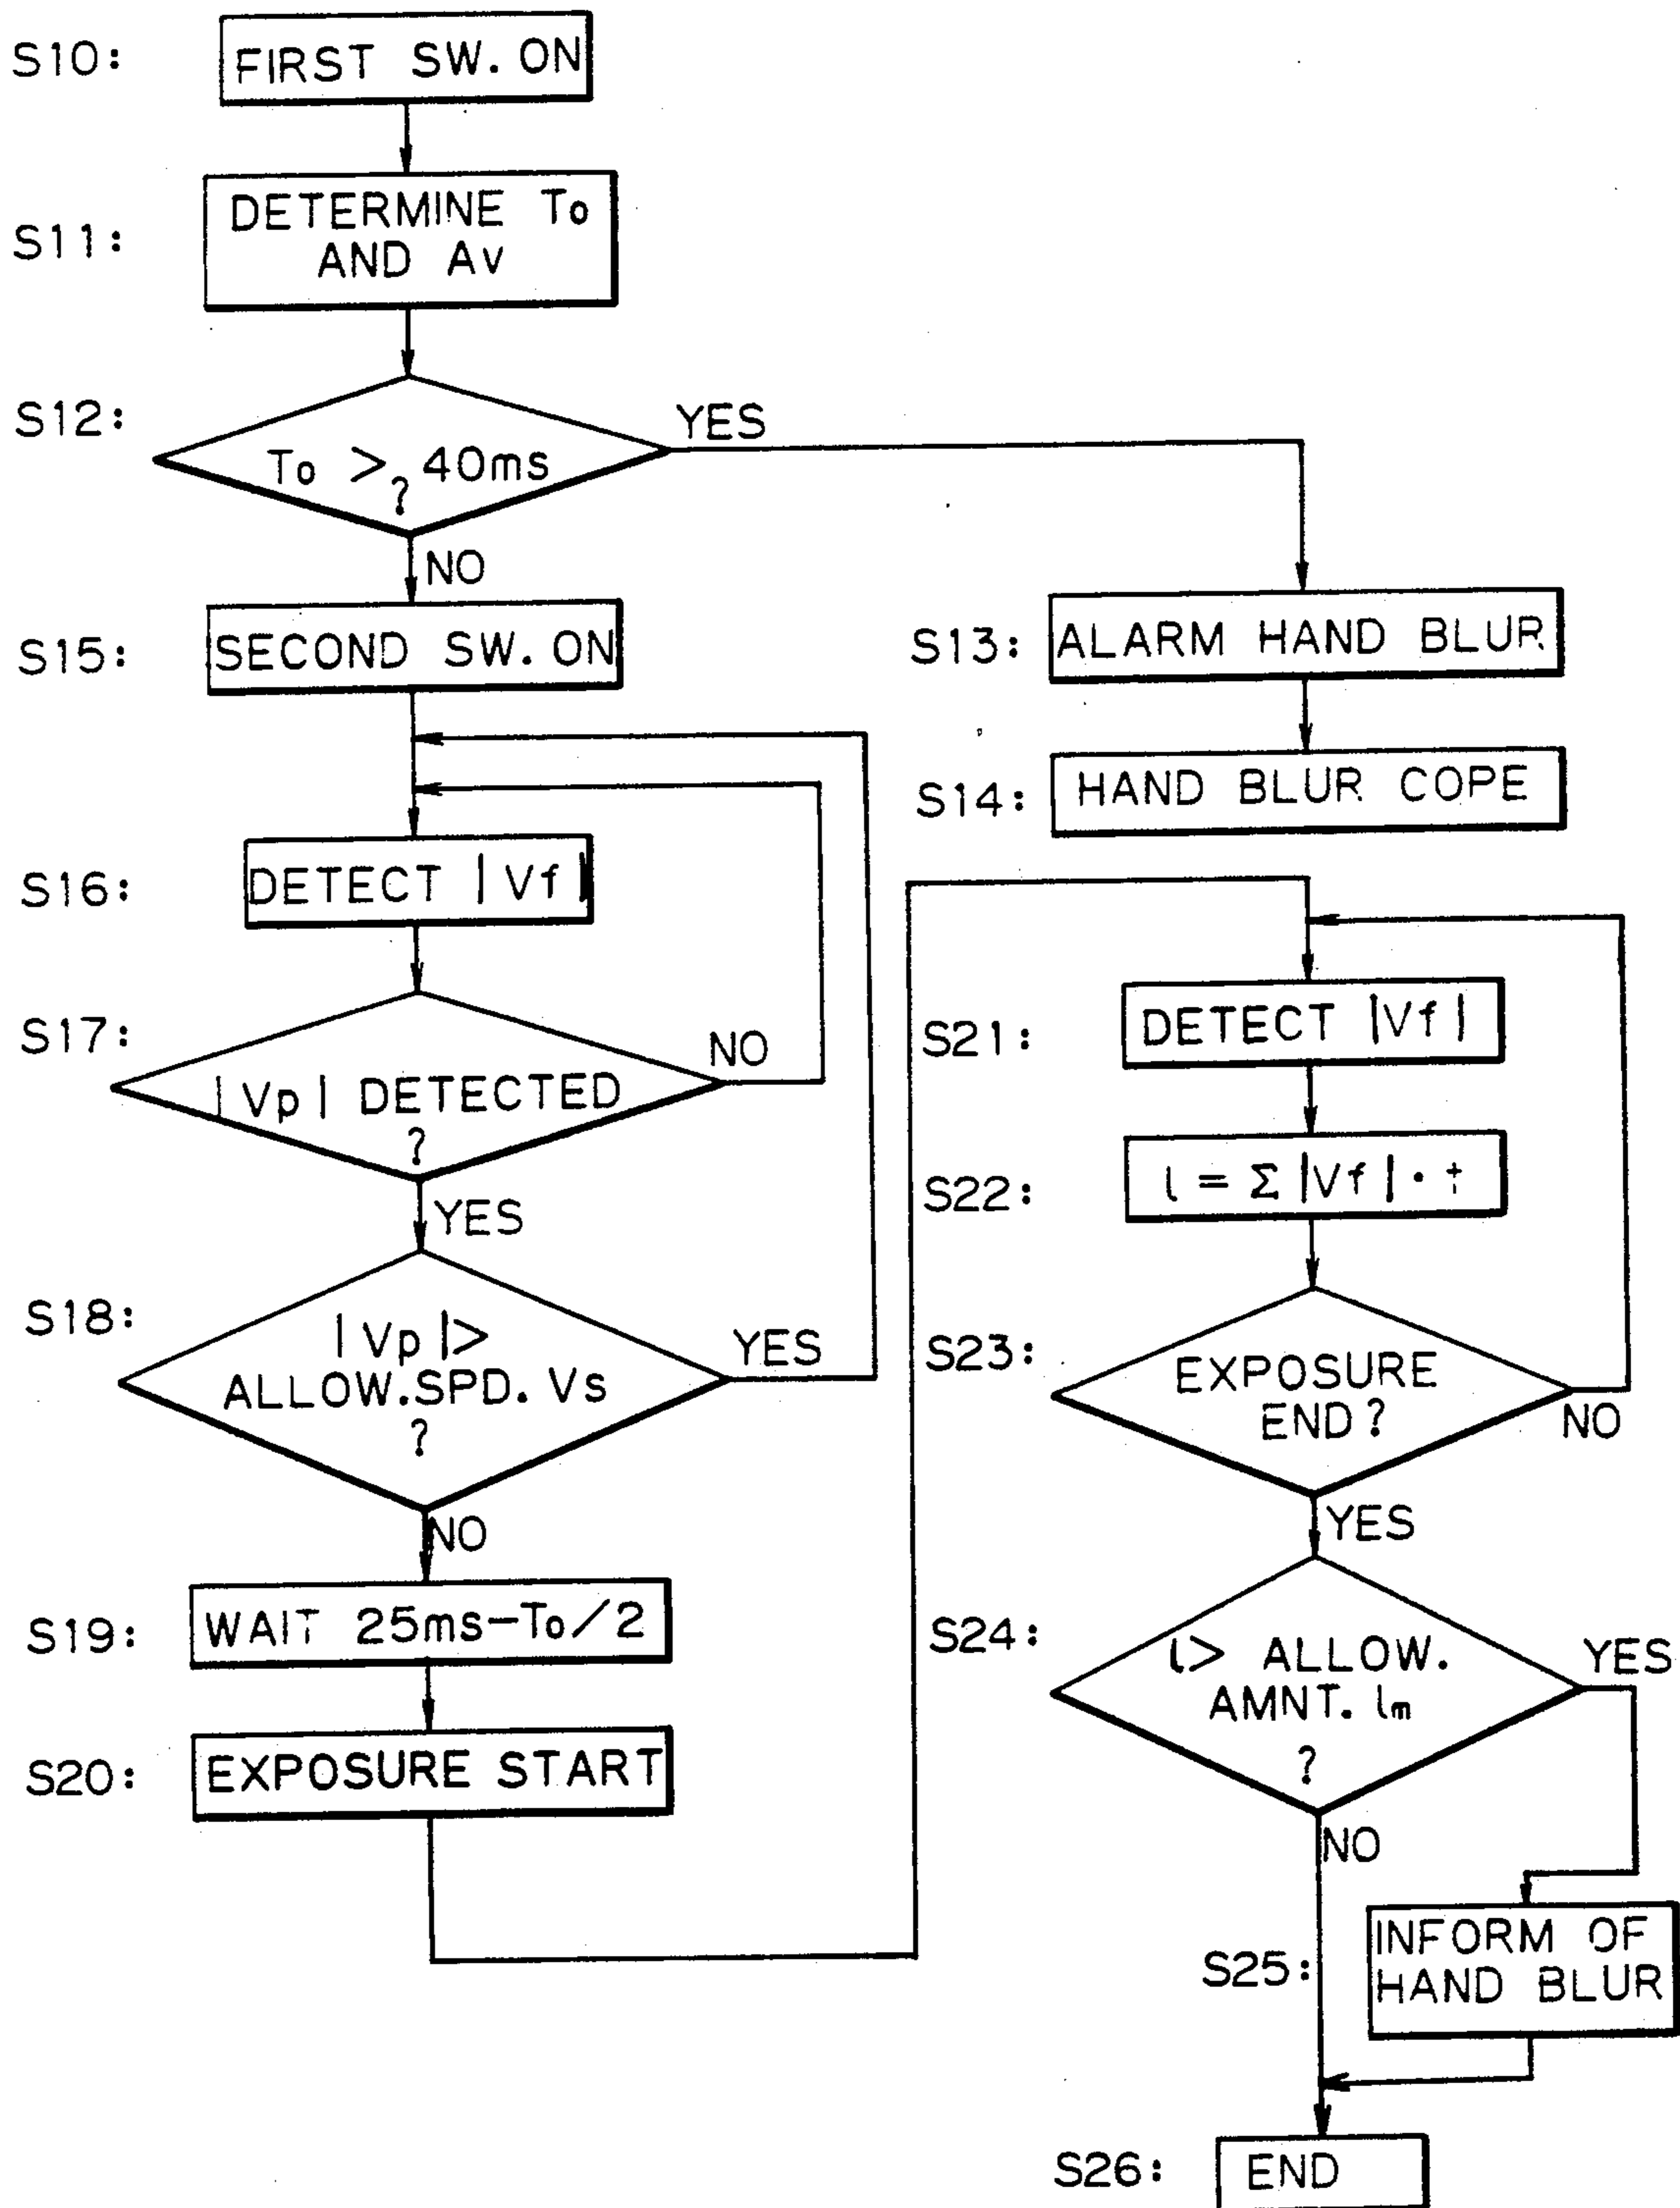 S10:
FIRST SW. ON
S11:
DETERMINE To
AND Av
S12:
To > 40ms
?
YES
NO
S15:
SECOND SW. ON
S13:
ALARM HAND BLUR
S14:
HAND BLUR COPE
S16:
DETECT |Vf|
S17:
|Vp| DETECTED
?
NO
YES
S18:
|Vp|>
ALLOW.SPD. Vs
?
YES
NO
S19:
WAIT 25ms-To/2
S20:
EXPOSURE START
S21:
DETECT |Vf|
S22:
l = Σ |Vf| · t
S23:
EXPOSURE
END?
NO
YES
S24:
l> ALLOW.
AMNT. lm
?
YES
NO
S25:
INFORM OF
HAND BLUR
S26:
END